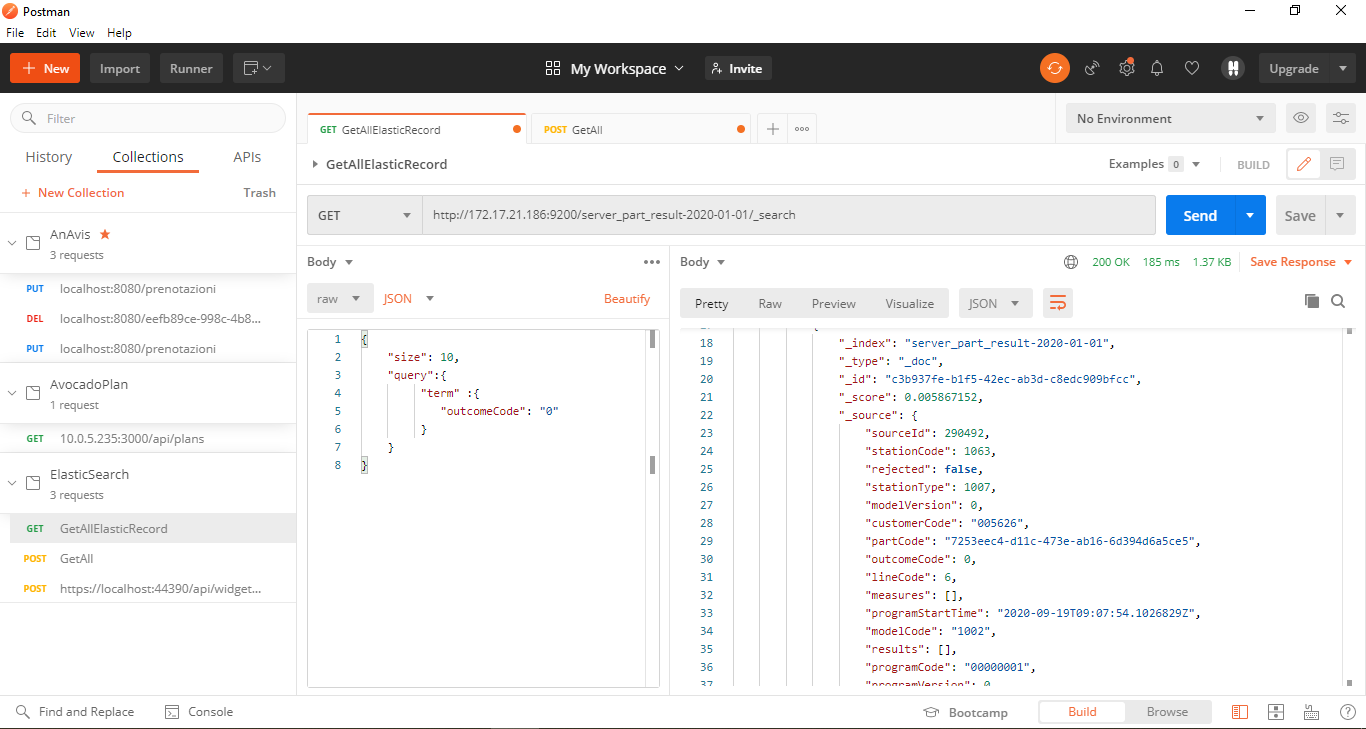 Postman
File Edit View Help
+ New Import Runner My Workspace Invite Upgrade
Filter
History Collections APIs
+ New Collection Trash
AnAvis
3 requests
PUT localhost:8080/prenotazioni
DEL localhost:8080/eefb89ce-998c-4b8...
PUT localhost:8080/prenotazioni
AvocadoPlan
1 request
GET 10.0.5.235:3000/api/plans
ElasticSearch
3 requests
GET GetAllElasticRecord
POST GetAll
POST https://localhost:44390/api/widget...
GET GetAllElasticRecord POST GetAll No Environment
GetAllElasticRecord Examples 0 BUILD
GET http://172.17.21.186:9200/server_part_result-2020-01-01/_search Send Save
Body
raw JSON Beautify
1 {
2 "size": 10,
3 "query":{
4 "term" :{
5 "outcomeCode": "0"
6 }
7 }
8 }
Body 200 OK 185 ms 1.37 KB Save Response
Pretty Raw Preview Visualize JSON
18 "_index": "server_part_result-2020-01-01",
19 "_type": "_doc",
20 "_id": "c3b937fe-b1f5-42ec-ab3d-c8edc909bfcc",
21 "_score": 0.005867152,
22 "_source": {
23 "sourceId": 290492,
24 "stationCode": 1063,
25 "rejected": false,
26 "stationType": 1007,
27 "modelVersion": 0,
28 "customerCode": "005626",
29 "partCode": "7253eec4-d11c-473e-ab16-6d394d6a5ce5",
30 "outcomeCode": 0,
31 "lineCode": 6,
32 "measures": [],
33 "programStartTime": "2020-09-19T09:07:54.1026829Z",
34 "modelCode": "1002",
35 "results": [],
36 "programCode": "00000001",
37 "programVersion": 0
Find and Replace Console Bootcamp Build Browse